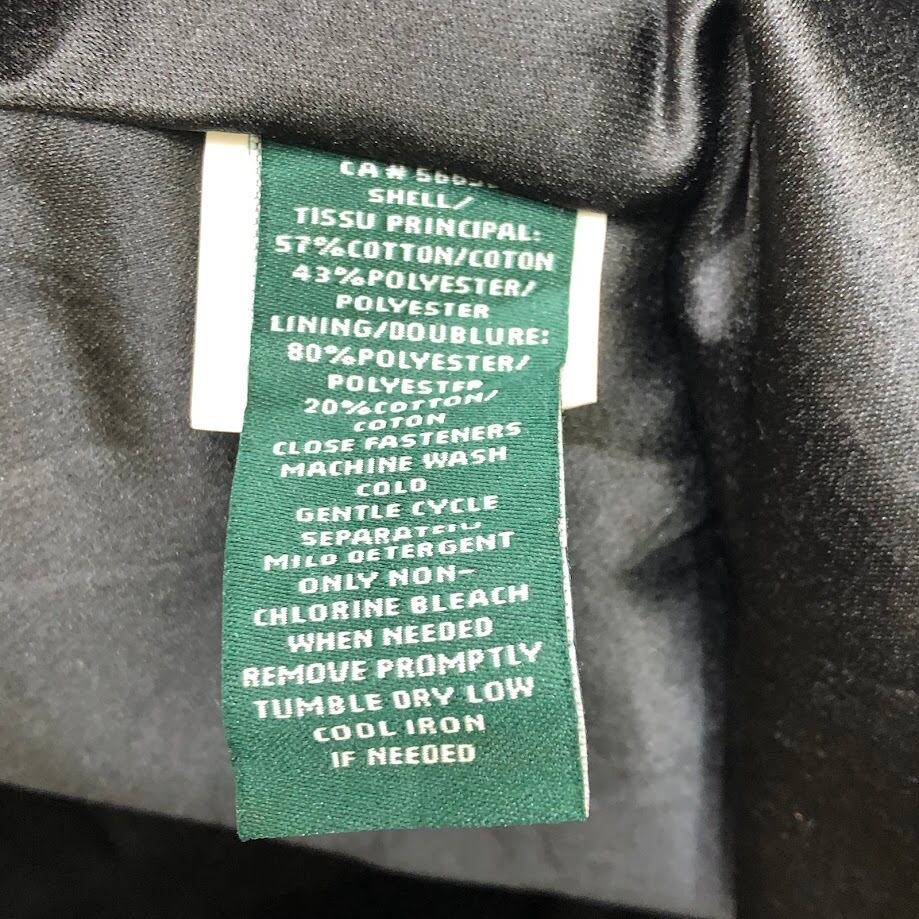 CA #
SHELL/
TISSU PRINCIPAL:
57%COTTON/COTON
43%POLYESTER/
POLYESTER
LINING/DOUBLURE:
80%POLYESTER/
POLYESTER
20%COTTON/
COTON
CLOSE FASTENERS
MACHINE WASH
COLD
GENTLE CYCLE
SEPARATELY
MILD DETERGENT
ONLY NON-
CHLORINE BLEACH
WHEN NEEDED
REMOVE PROMPTLY
TUMBLE DRY LOW
COOL IRON
IF NEEDED